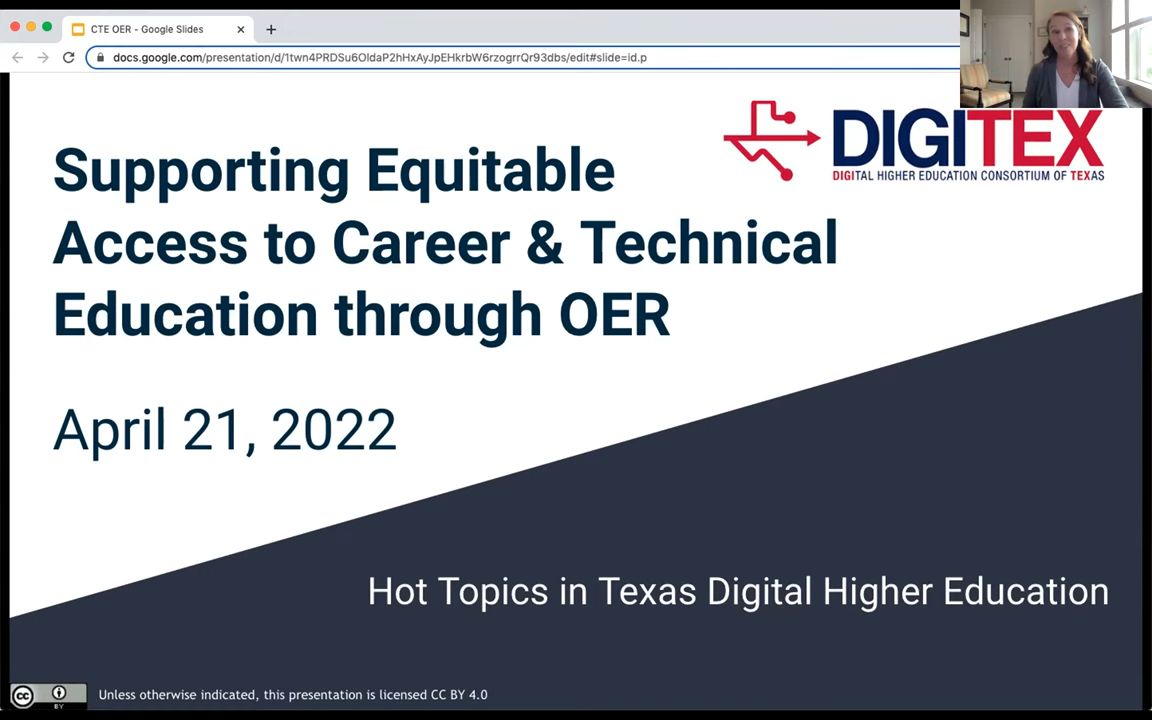 CTE OER - Google Slides
docs.google.com/presentation/d/1twn4PRDSu6OldaP2hHxAyJpEHkrbW6rzogrrQr93dbs/edit#slide=id.p
DIGITEX
DIGITAL HIGHER EDUCATION CONSORTIUM OF TEXAS
Supporting Equitable
Access to Career & Technical
Education through OER
April 21, 2022
Hot Topics in Texas Digital Higher Education
cc
BY
Unless otherwise indicated, this presentation is licensed CC BY 4.0